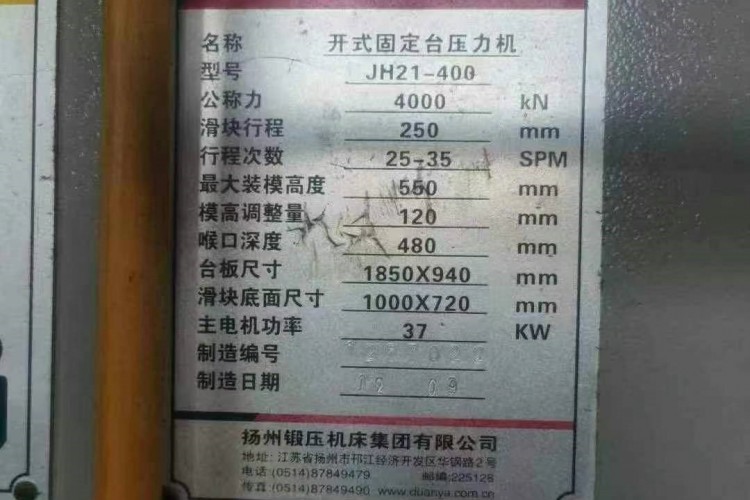 名称 开式固定台压力机
型号 JH21-400
公称力 4000 kN
滑块行程 250 mm
行程次数 25-35 SPM
最大装模高度 550 mm
模高调整量 120 mm
喉口深度 480 mm
台板尺寸 1850X940 mm
滑块底面尺寸 1000X720 mm
主电机功率 37 KW
制造编号
制造日期 09
扬州锻压机床集团有限公司
地址: 江苏省扬州市邗江经济开发区华钢路2号
电话 (0514)87849479 邮编:225128
传真 (0514)87849490 www.duanya.com.cn